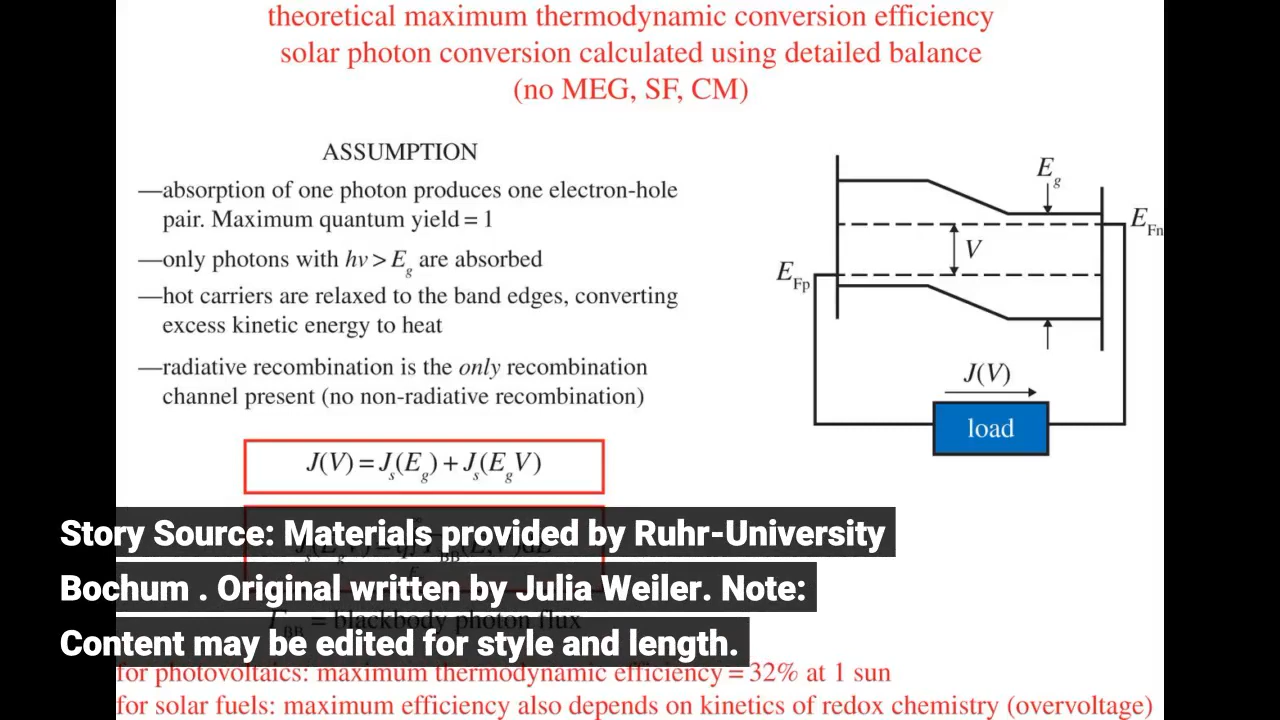 theoretical maximum thermodynamic conversion efficiency
solar photon conversion calculated using detailed balance
(no MEG, SF, CM)
ASSUMPTION
—absorption of one photon produces one electron-hole
pair. Maximum quantum yield = 1
—only photons with hν > Eg are absorbed
—hot carriers are relaxed to the band edges, converting
excess kinetic energy to heat
—radiative recombination is the only recombination
channel present (no non-radiative recombination)
Eg
EFn
V
EFp
J(V)
load
J(V) = Js(Eg) + Js(EgV)
Story Source: Materials provided by Ruhr-University
Bochum . Original written by Julia Weiler. Note:
Content may be edited for style and length.
= blackbody photon flux
for photovoltaics: maximum thermodynamic efficiency = 32% at 1 sun
for solar fuels: maximum efficiency also depends on kinetics of redox chemistry (overvoltage)